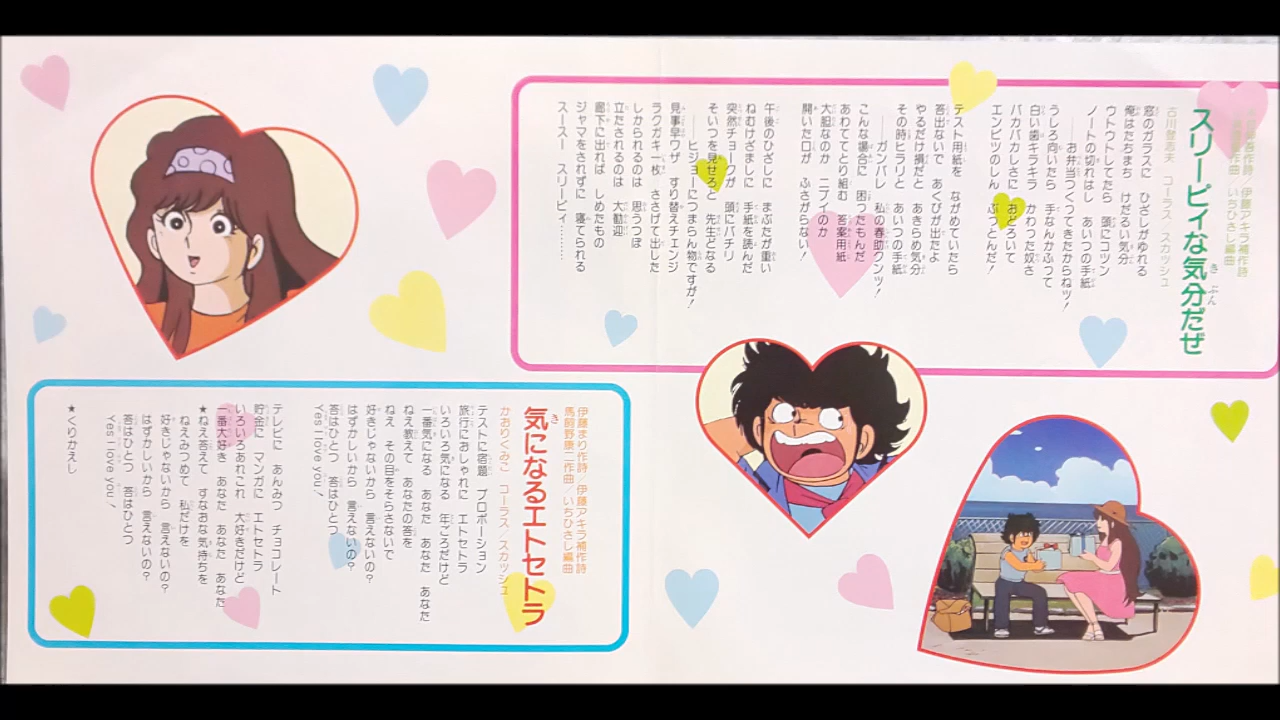 スリーピィな気分だぜ
古川登志夫 コーラス/スカッシュ
窓のガラスに ひざしがゆれる
俺はたちまち けだるい気分
ウトウトしてたら 頭にコツン
ノートの切れはし あいつの手紙
――お弁当つくってきたからねッ!
うしろ向いたら 手なんかふって
白い歯キラキラ かわった奴さ
バカバカしさに おどろいて
エンピツのしん ぶっとんだ!
テスト用紙を ながめていたら
答出ないで あくびが出たよ
やるだけ損だと あきらめ気分
その時ヒラリと あいつの手紙
――ガンバレ 私の春助クンッ!
こんな場合に 困ったもんだ
あわててとり組む 答案用紙
大胆なのか ニブイのか
開いた口が ふさがらない!
午後のひざしに まぶたが重い
ねむけざましに 手紙を読んだ
突然チョークが 頭にパチリ
そいつを見せろと 先生どなる
――ヒジョーにつまらん物ですが!
見事早ワザ すり替えチェンジ
ラクガキ一枚 ささげて出した
しかられるのは 思うつぼ
立たされるのは 大歓迎
廊下に出れば しめたもの
ジャマをされずに 寝てられる
スースー スリーピィ………
気になるエトセトラ
伊藤まり作詩/伊藤アキラ補作詩
馬飼野康二作曲/いちひさし編曲
かおりくみこ コーラス/スカッシュ
テストに宿題 プロポーション
旅行におしゃれに エトセトラ
いろいろ気になる 年ごろだけど
一番気になる あなた あなた あなた
ねえ教えて あなたの答を
ねえ その目をそらさないで
好きじゃないから 言えないの?
はずかしいから 言えないの?
答はひとつ 答はひとつ
Yes I love you!
テレビに あんみつ チョコレート
貯金に マンガに エトセトラ
いろいろあれこれ 大好きだけど
一番大好き あなた あなた あなた
★ねえ答えて すなおな気持ちを
ねえみつめて 私だけを
好きじゃないから 言えないの?
はずかしいから 言えないの?
答はひとつ 答はひとつ
Yes I love you!
★くりかえし